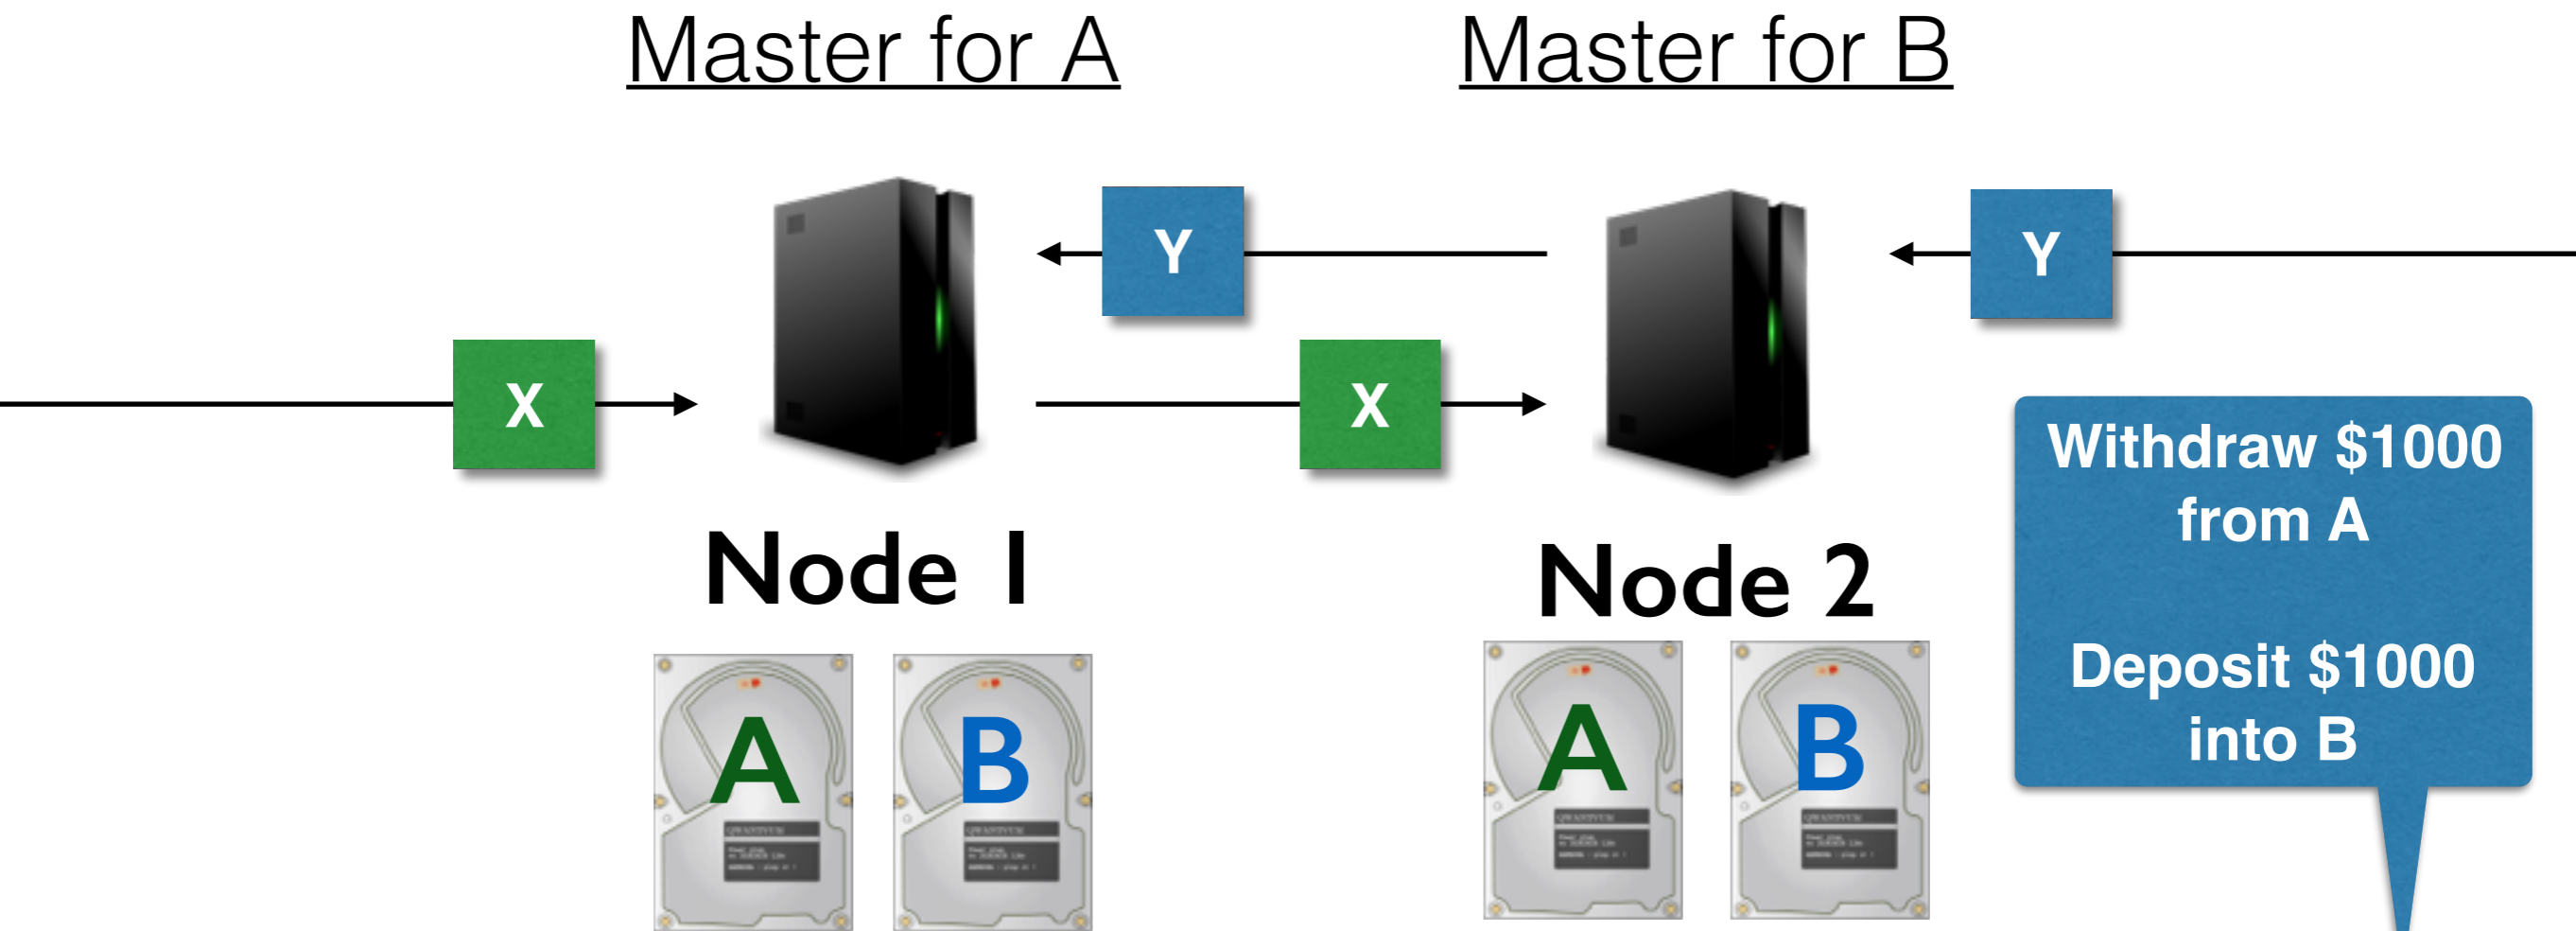 Master for A
Master for B
Y
Y
X
X
Node 1
Node 2
Withdraw $1000
from A
Deposit $1000
into B
A
B
A
B